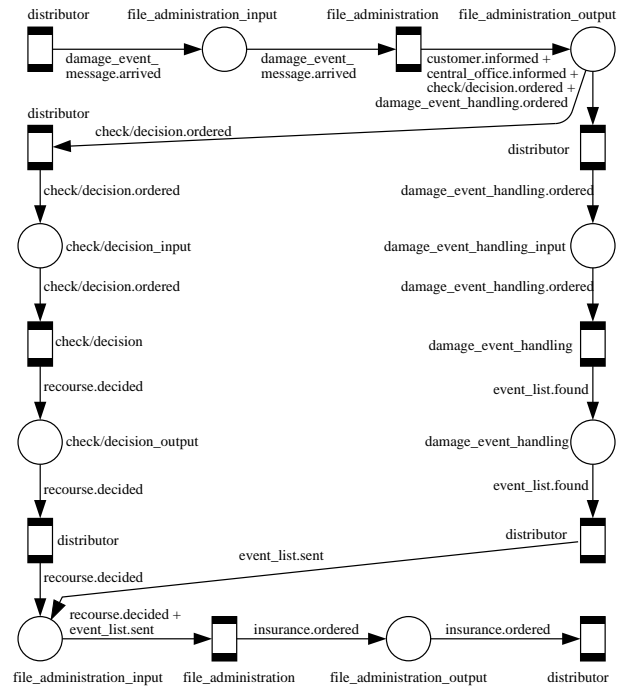 distributor
file_administration_input
file_administration
file_administration_output
damage_event_
message.arrived
damage_event_
message.arrived
customer.informed +
central_office.informed +
check/decision.ordered +
damage_event_handling.ordered
distributor
check/decision.ordered
distributor
check/decision.ordered
damage_event_handling.ordered
check/decision_input
damage_event_handling_input
check/decision.ordered
damage_event_handling.ordered
check/decision
damage_event_handling
recourse.decided
event_list.found
check/decision_output
damage_event_handling
recourse.decided
event_list.found
distributor
distributor
event_list.sent
recourse.decided
recourse.decided +
event_list.sent
insurance.ordered
insurance.ordered
file_administration_input
file_administration
file_administration_output
distributor